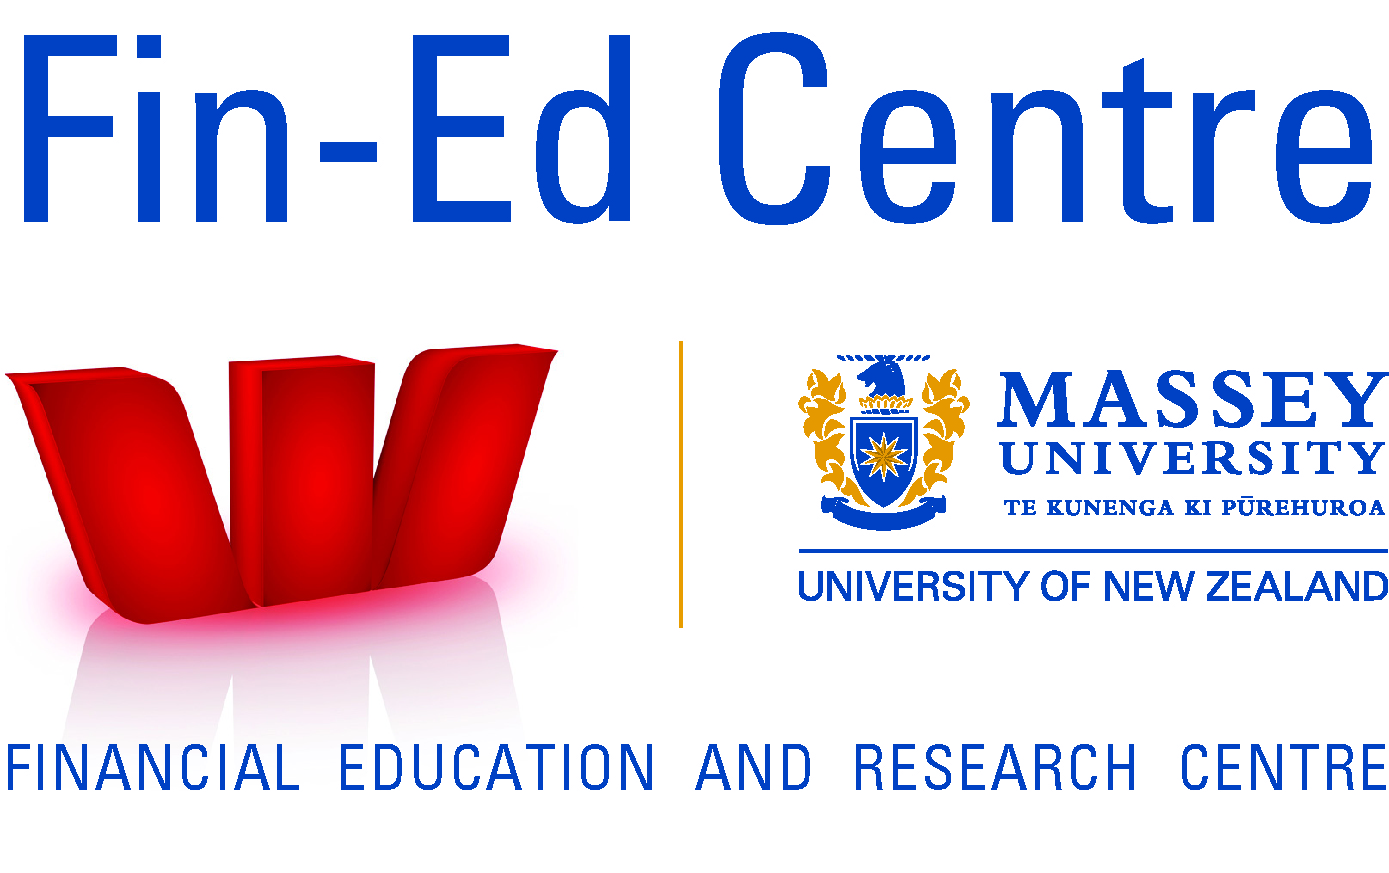 Fin-Ed Centre
MASSEY
UNIVERSITY
TE KUNENGA KI PŪREHUROA
UNIVERSITY OF NEW ZEALAND
FINANCIAL EDUCATION AND RESEARCH CENTRE